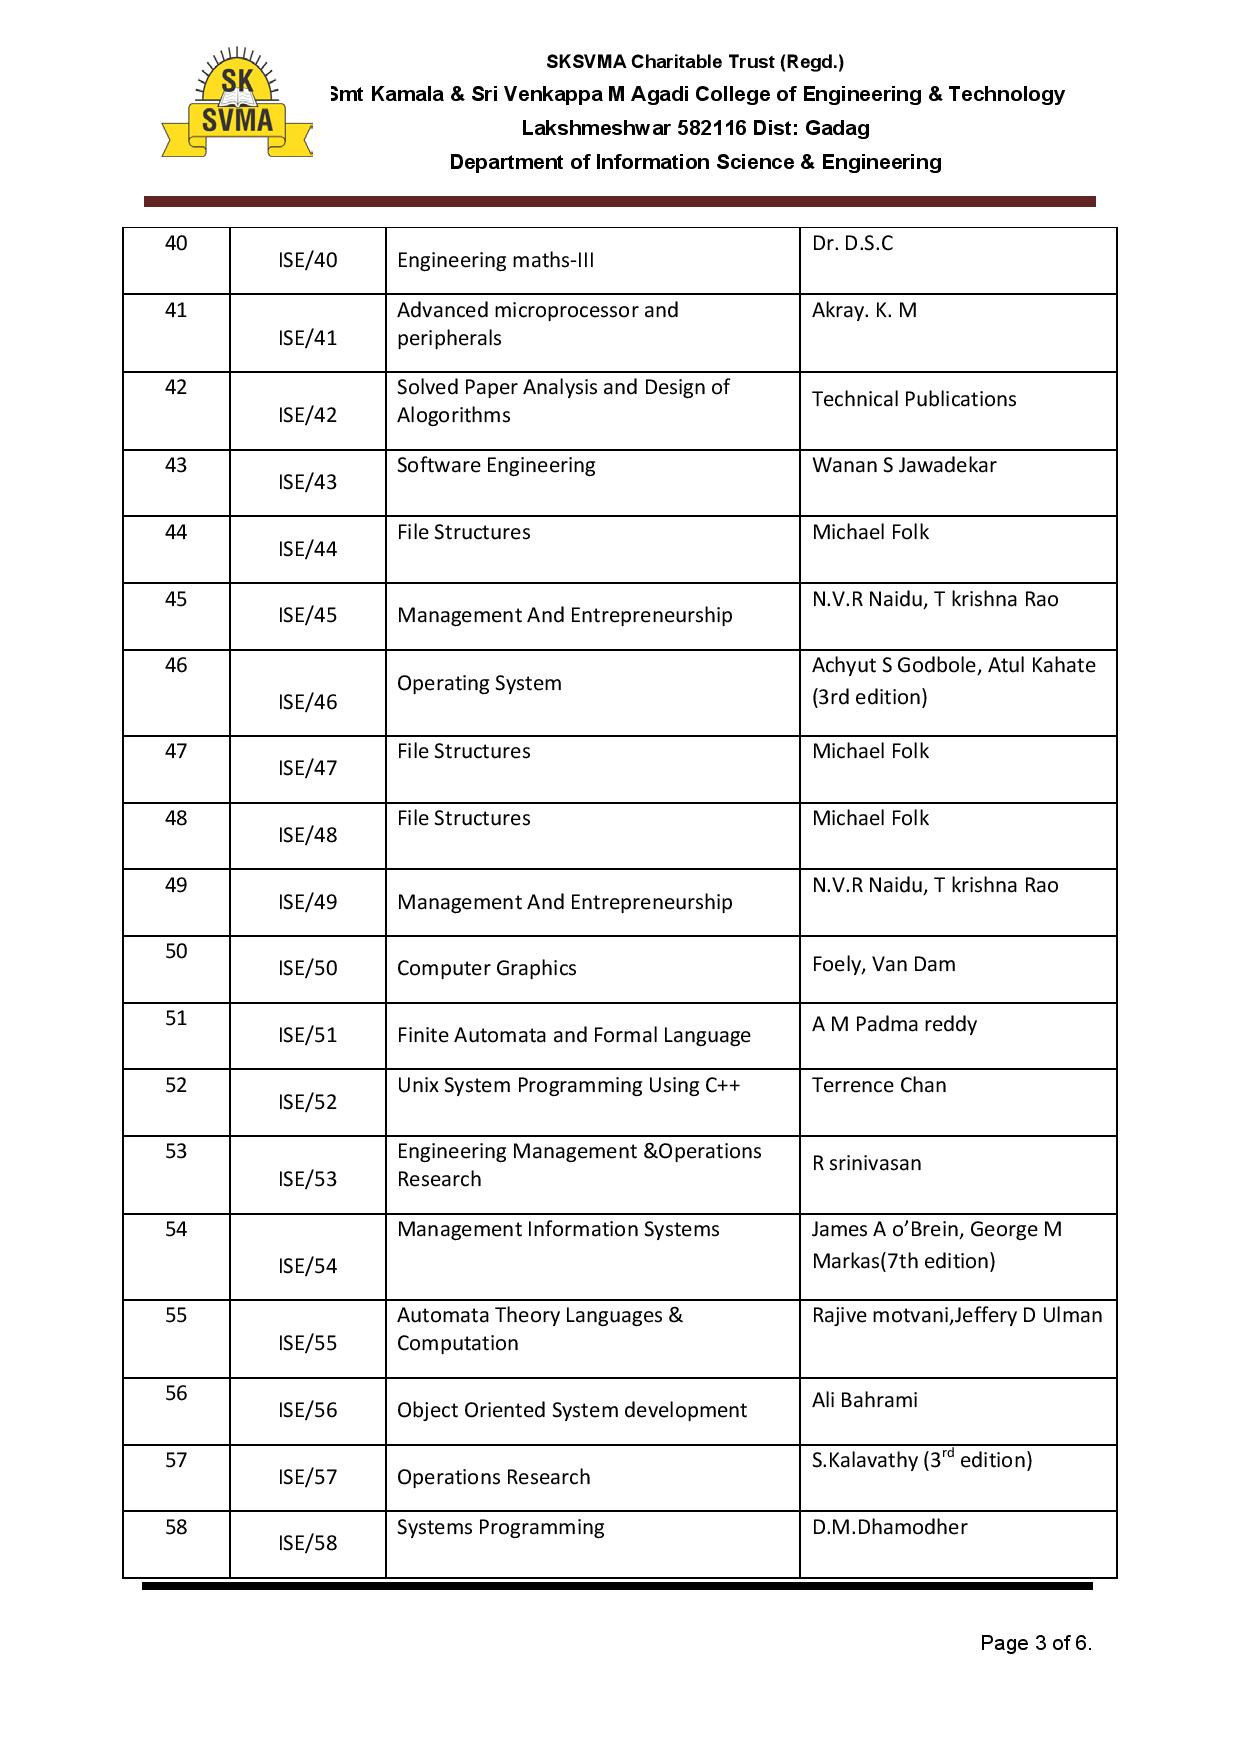 SK
SVMA
SKSVMA Charitable Trust (Regd.)
Smt Kamala & Sri Venkappa M Agadi College of Engineering & Technology
Lakshmeshwar 582116 Dist: Gadag
Department of Information Science & Engineering
40 ISE/40 Engineering maths-III Dr. D.S.C
41 ISE/41 Advanced microprocessor and
peripherals Akray. K. M
42 ISE/42 Solved Paper Analysis and Design of
Alogorithms Technical Publications
43 ISE/43 Software Engineering Wanan S Jawadekar
44 ISE/44 File Structures Michael Folk
45 ISE/45 Management And Entrepreneurship N.V.R Naidu, T krishna Rao
46 ISE/46 Operating System Achyut S Godbole, Atul Kahate
(3rd edition)
47 ISE/47 File Structures Michael Folk
48 ISE/48 File Structures Michael Folk
49 ISE/49 Management And Entrepreneurship N.V.R Naidu, T krishna Rao
50 ISE/50 Computer Graphics Foely, Van Dam
51 ISE/51 Finite Automata and Formal Language A M Padma reddy
52 ISE/52 Unix System Programming Using C++ Terrence Chan
53 ISE/53 Engineering Management &Operations
Research R srinivasan
54 ISE/54 Management Information Systems James A o’Brein, George M
Markas(7th edition)
55 ISE/55 Automata Theory Languages &
Computation Rajive motvani,Jeffery D Ulman
56 ISE/56 Object Oriented System development Ali Bahrami
57 ISE/57 Operations Research S.Kalavathy (3rd edition)
58 ISE/58 Systems Programming D.M.Dhamodher
Page 3 of 6.